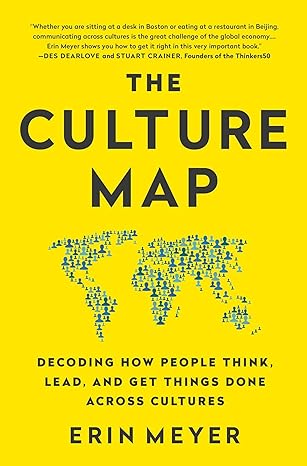 "Whether you are sitting at a desk in Boston or eating at a restaurant in Beijing,
communicating across cultures is the great challenge of the global economy....
Erin Meyer shows you how to get it right in this very important book."
—DES DEARLOVE and STUART CRAINER, Founders of the Thinkers50
THE
CULTURE
MAP
DECODING HOW PEOPLE THINK,
LEAD, AND GET THINGS DONE
ACROSS CULTURES
ERIN MEYER